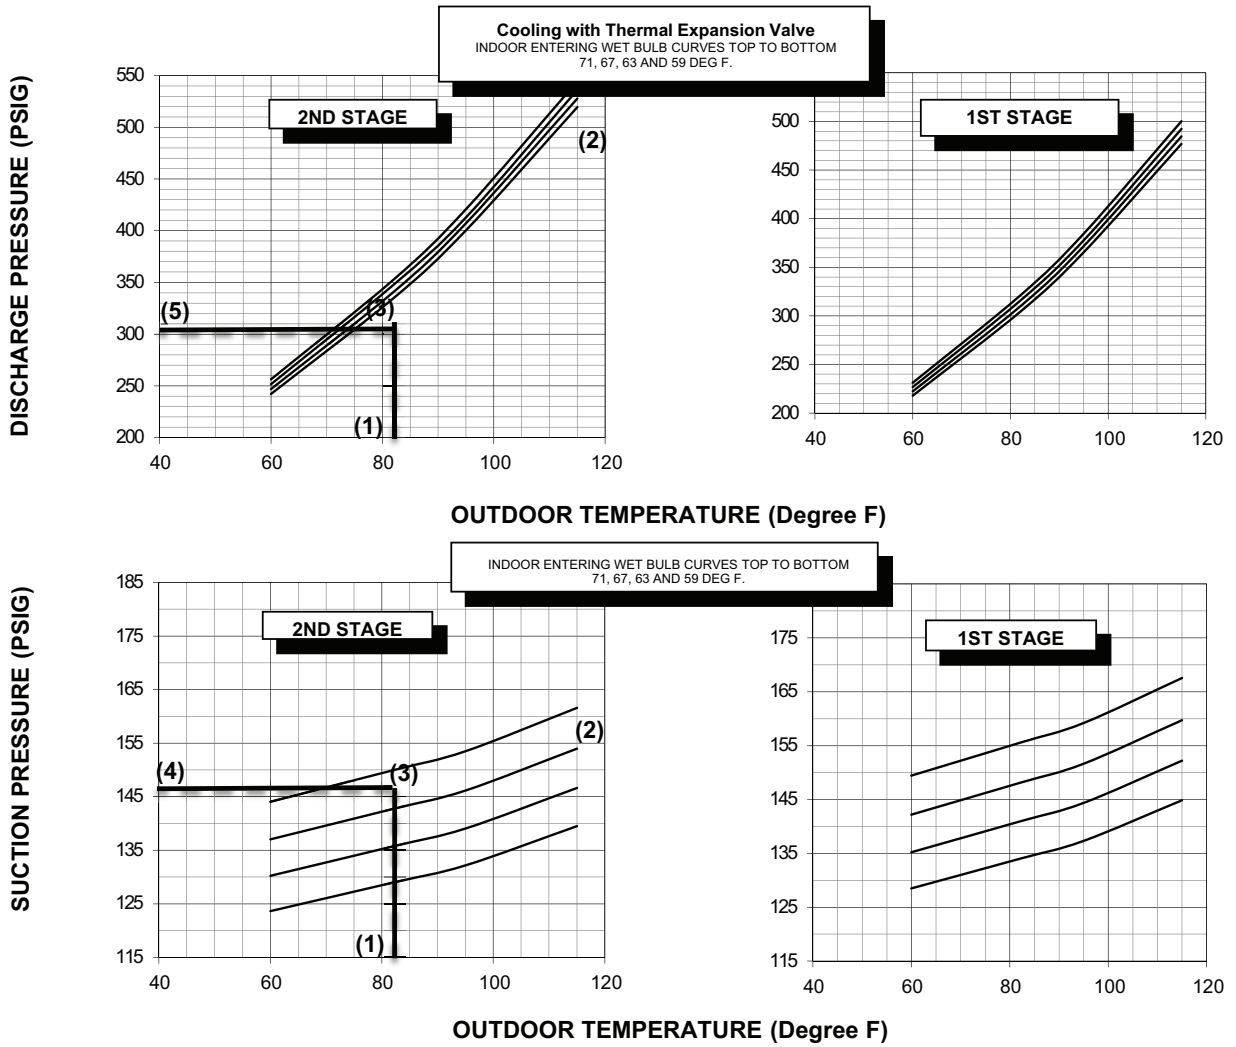 Cooling with Thermal Expansion Valve
INDOOR ENTERING WET BULB CURVES TOP TO BOTTOM
71, 67, 63 AND 59 DEG F.
DISCHARGE PRESSURE (PSIG)
2ND STAGE
550
500
450
400
350
300
250
200
(2)
(3)
(5)
(1)
40 60 80 100 120
1ST STAGE
500
450
400
350
300
250
200
40 60 80 100 120
OUTDOOR TEMPERATURE (Degree F)
INDOOR ENTERING WET BULB CURVES TOP TO BOTTOM
71, 67, 63 AND 59 DEG F.
SUCTION PRESSURE (PSIG)
2ND STAGE
185
175
165
155
145
135
125
115
(2)
(4)
(3)
(1)
40 60 80 100 120
1ST STAGE
175
165
155
145
135
125
115
40 60 80 100 120
OUTDOOR TEMPERATURE (Degree F)